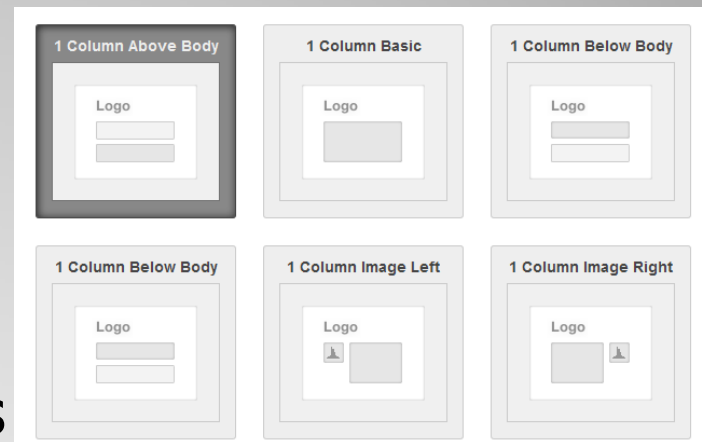 1 Column Above Body
1 Column Basic
1 Column Below Body
Logo
Logo
Logo
1 Column Below Body
1 Column Image Left
1 Column Image Right
Logo
Logo
Logo